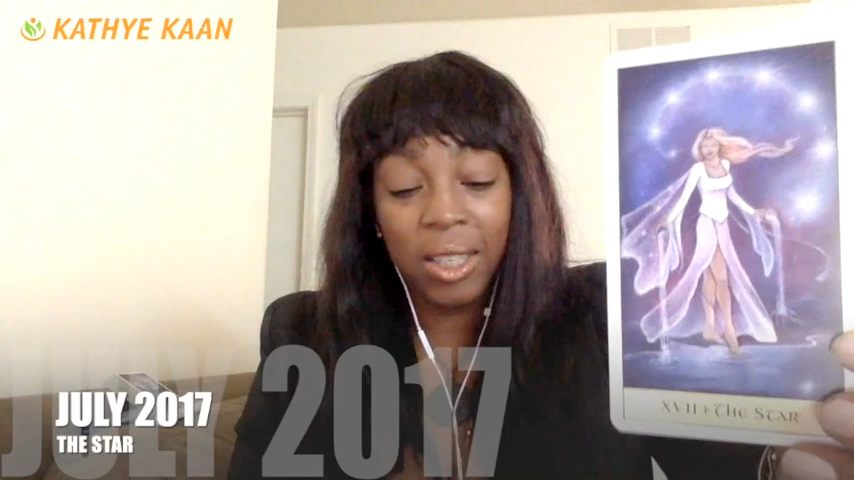 KATHYE KAAN
XVII THE STAR
JULY 2017
JULY 2017
THE STAR